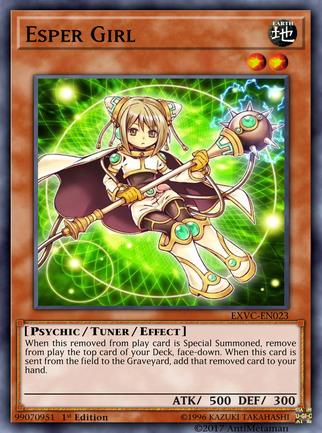 Esper Girl
EARTH
地
EXVC-EN023
[Psychic / Tuner / Effect]
When this removed from play card is Special Summoned, remove
from play the top card of your Deck, face-down. When this card is
sent from the field to the Graveyard, add that removed card to your
hand.
ATK/ 500 DEF/ 300
99070951 1st Edition ©1996 KAZUKI TAKAHASHI
©2017 AntiMetaman